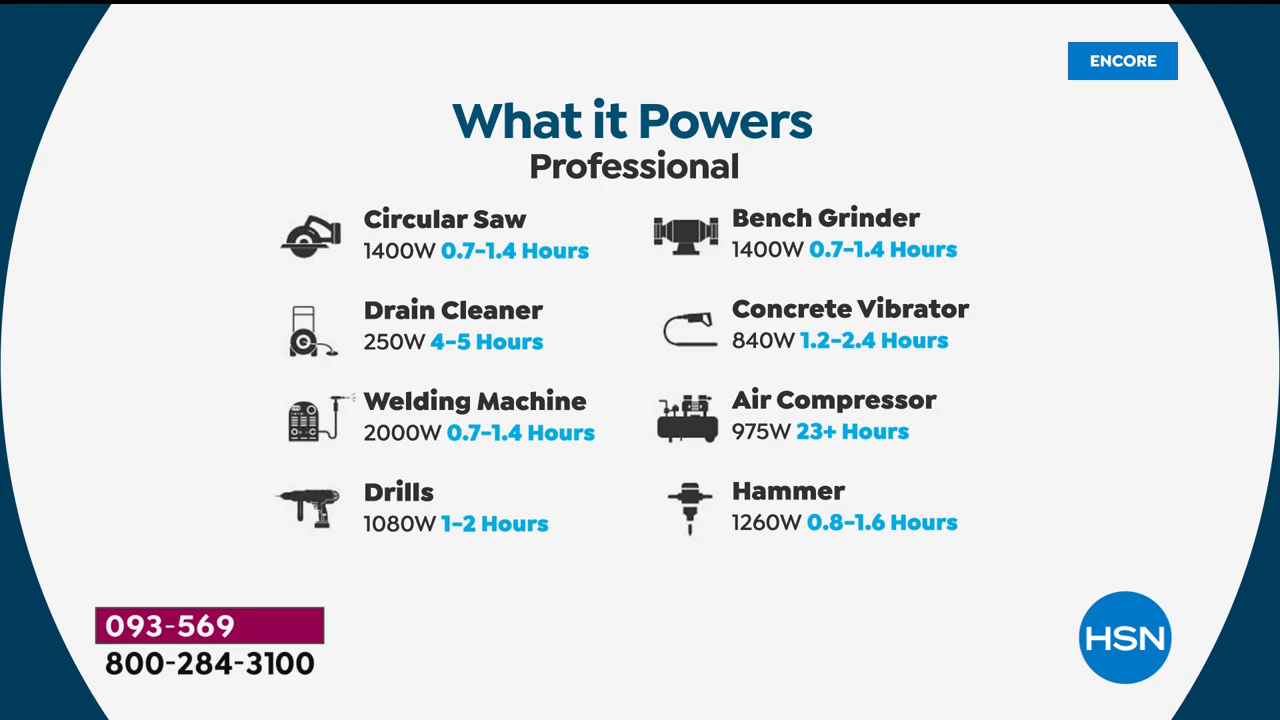 ENCORE
What it Powers
Professional
Circular Saw
1400W 0.7-1.4 Hours
Bench Grinder
1400W 0.7-1.4 Hours
Drain Cleaner
250W 4-5 Hours
Concrete Vibrator
840W 1.2-2.4 Hours
Welding Machine
2000W 0.7-1.4 Hours
Air Compressor
975W 23+ Hours
Drills
1080W 1-2 Hours
Hammer
1260W 0.8-1.6 Hours
093-569
800-284-3100
HSN